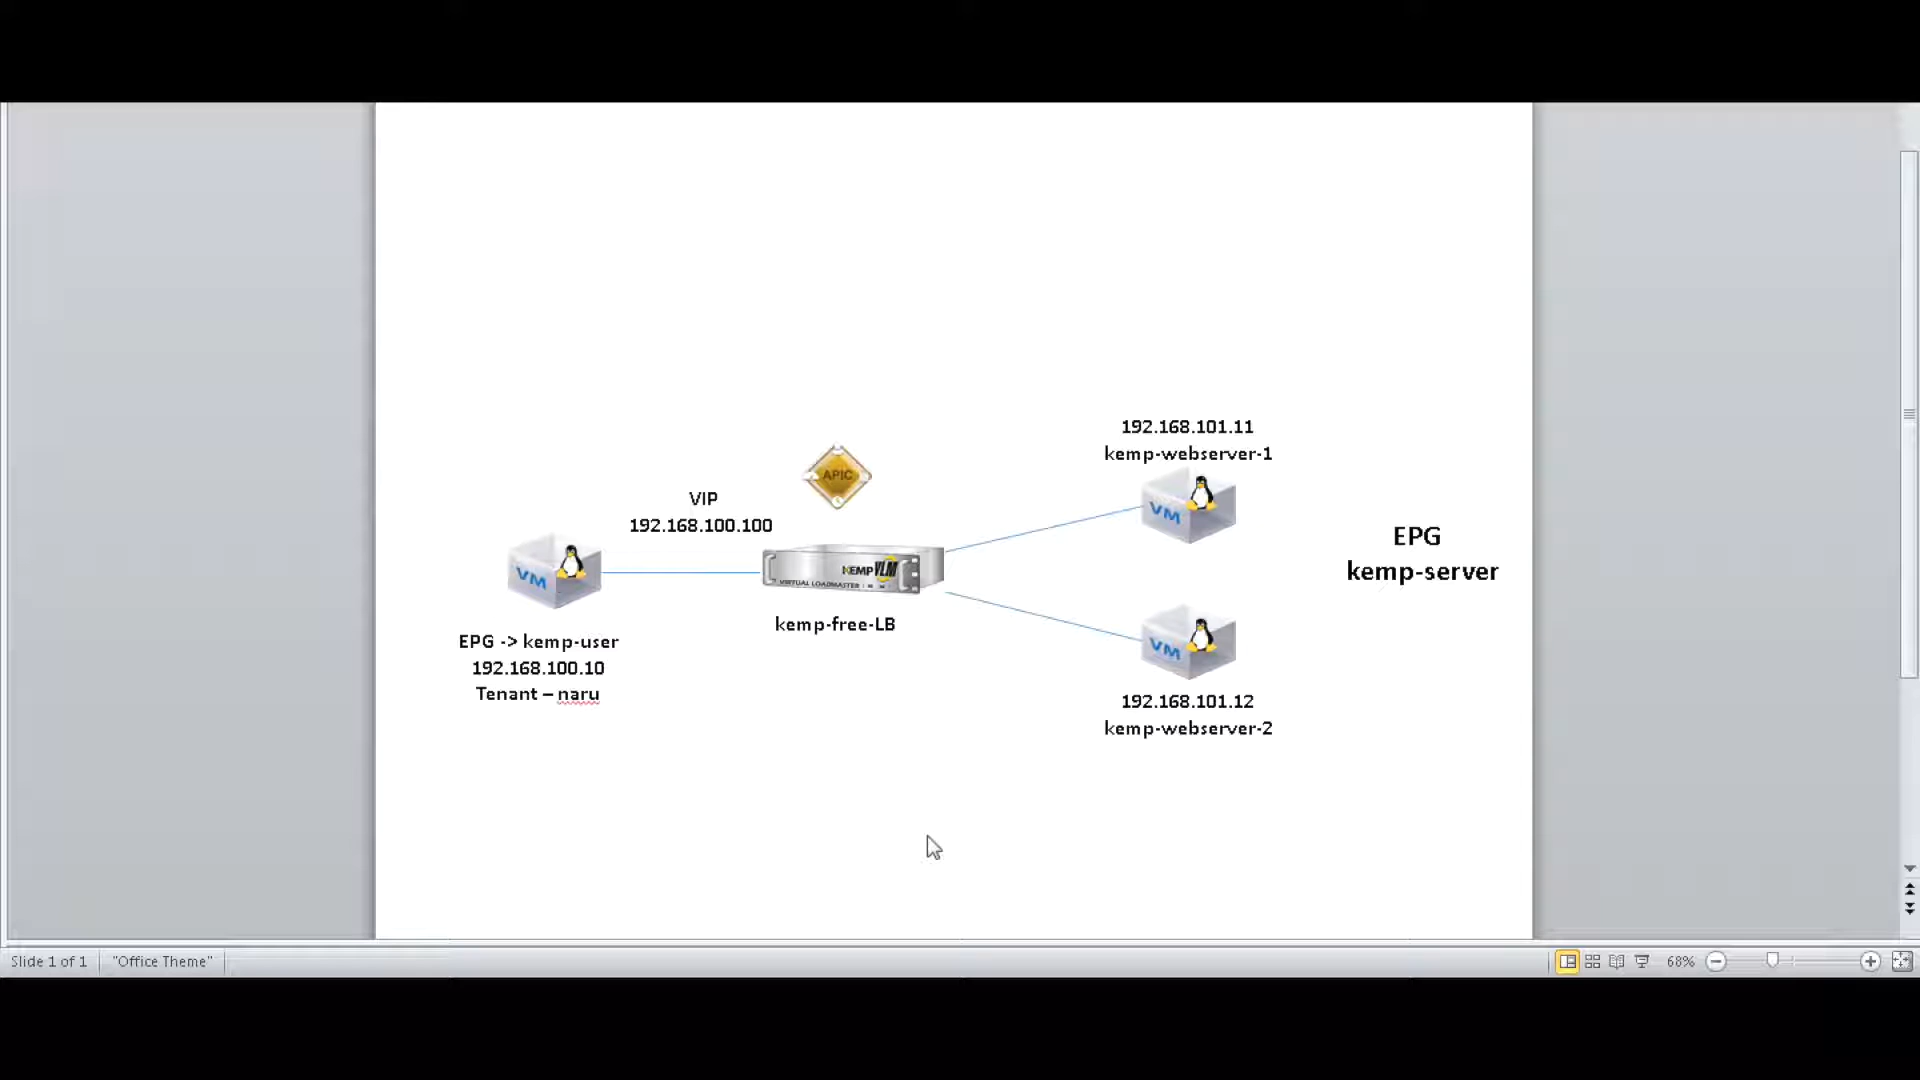 192.168.101.11
kemp-webserver-1
APIC
VIP
192.168.100.100
VM
EPG
kemp-server
VM
KEMP VLM
VIRTUAL LOADMASTER
kemp-free-LB
VM
EPG -> kemp-user
192.168.100.10
Tenant – naru
192.168.101.12
kemp-webserver-2
Slide 1 of 1
"Office Theme"
68%